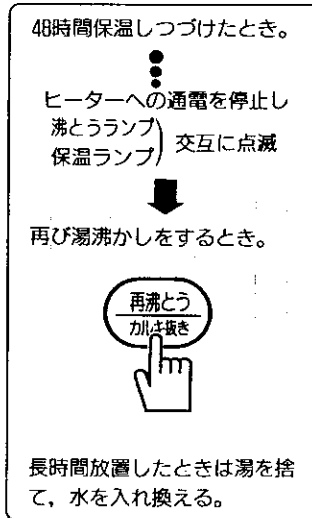 48時間保温しつづけたとき。
ヒーターへの通電を停止し
沸とうランプ
保温ランプ
交互に点滅
再び湯沸かしをするとき。
再沸とう
カルキ抜き
長時間放置したときは湯を捨
て，水を入れ換える。